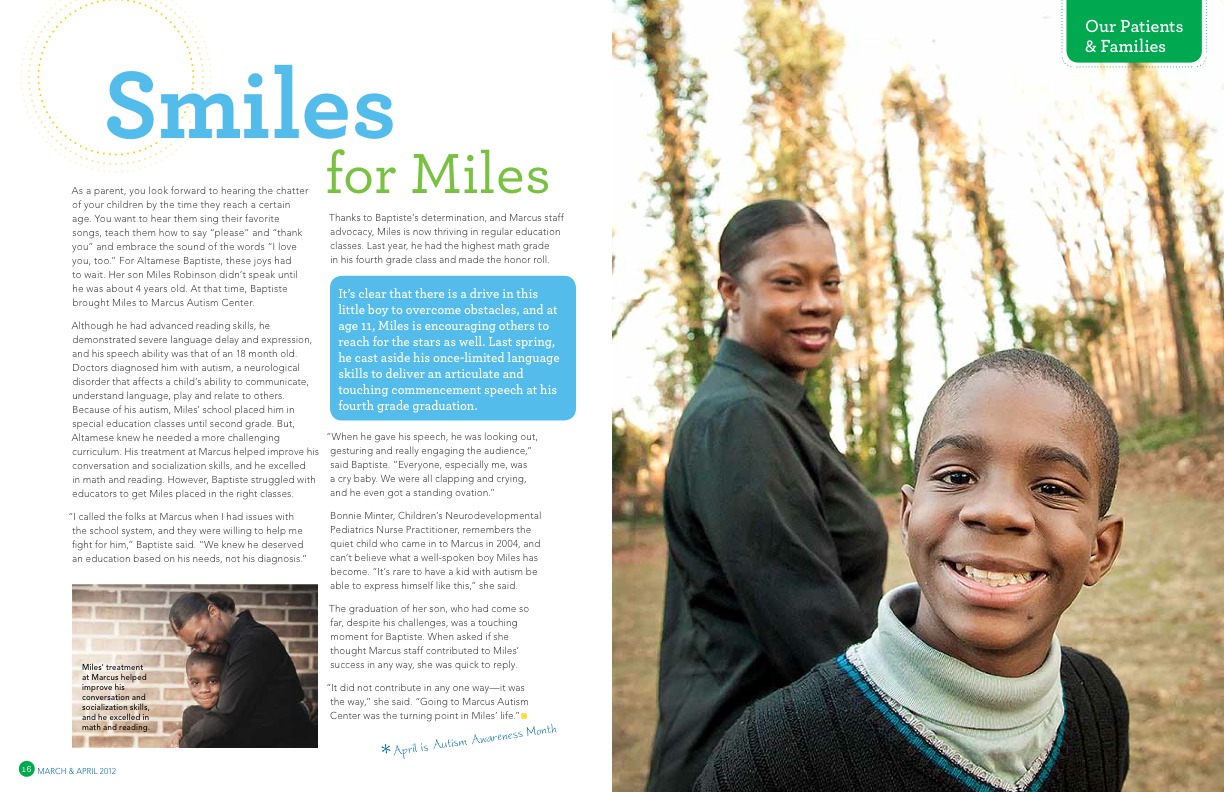 Smiles
for Miles
As a parent, you look forward to hearing the chatter
of your children by the time they reach a certain
age. You want to hear them sing their favorite
songs, teach them how to say “please” and “thank
you” and embrace the sound of the words “I love
you, too.” For Altamese Baptiste, these joys had
to wait. Her son Miles Robinson didn’t speak until
he was about 4 years old. At that time, Baptiste
brought Miles to Marcus Autism Center.
Although he had advanced reading skills, he
demonstrated severe language delay and expression,
and his speech ability was that of an 18 month old.
Doctors diagnosed him with autism, a neurological
disorder that affects a child’s ability to communicate,
understand language, play and relate to others.
Because of his autism, Miles’ school placed him in
special education classes until second grade. But,
Altamese knew he needed a more challenging
curriculum. His treatment at Marcus helped improve his
conversation and socialization skills, and he excelled
in math and reading. However, Baptiste struggled with
educators to get Miles placed in the right classes.
“I called the folks at Marcus when I had issues with
the school system, and they were willing to help me
fight for him,” Baptiste said. “We knew he deserved
an education based on his needs, not his diagnosis.”
Miles’ treatment
at Marcus helped
improve his
conversation and
socialization skills,
and he excelled in
math and reading.
Thanks to Baptiste’s determination, and Marcus staff
advocacy, Miles is now thriving in regular education
classes. Last year, he had the highest math grade
in his fourth grade class and made the honor roll.
It’s clear that there is a drive in this
little boy to overcome obstacles, and at
age 11, Miles is encouraging others to
reach for the stars as well. Last spring,
he cast aside his once-limited language
skills to deliver an articulate and
touching commencement speech at his
fourth grade graduation.
“When he gave his speech, he was looking out,
gesturing and really engaging the audience,”
said Baptiste. “Everyone, especially me, was
a cry baby. We were all clapping and crying,
and he even got a standing ovation.”
Bonnie Minter, Children’s Neurodevelopmental
Pediatrics Nurse Practitioner, remembers the
quiet child who came in to Marcus in 2004, and
can’t believe what a well-spoken boy Miles has
become. “It’s rare to have a kid with autism be
able to express himself like this,” she said.
The graduation of her son, who had come so
far, despite his challenges, was a touching
moment for Baptiste. When asked if she
thought Marcus staff contributed to Miles’
success in any way, she was quick to reply.
“It did not contribute in any one way—it was
the way,” she said. “Going to Marcus Autism
Center was the turning point in Miles’ life.”
* April is Autism Awareness Month
16 MARCH & APRIL 2012
Our Patients
& Families